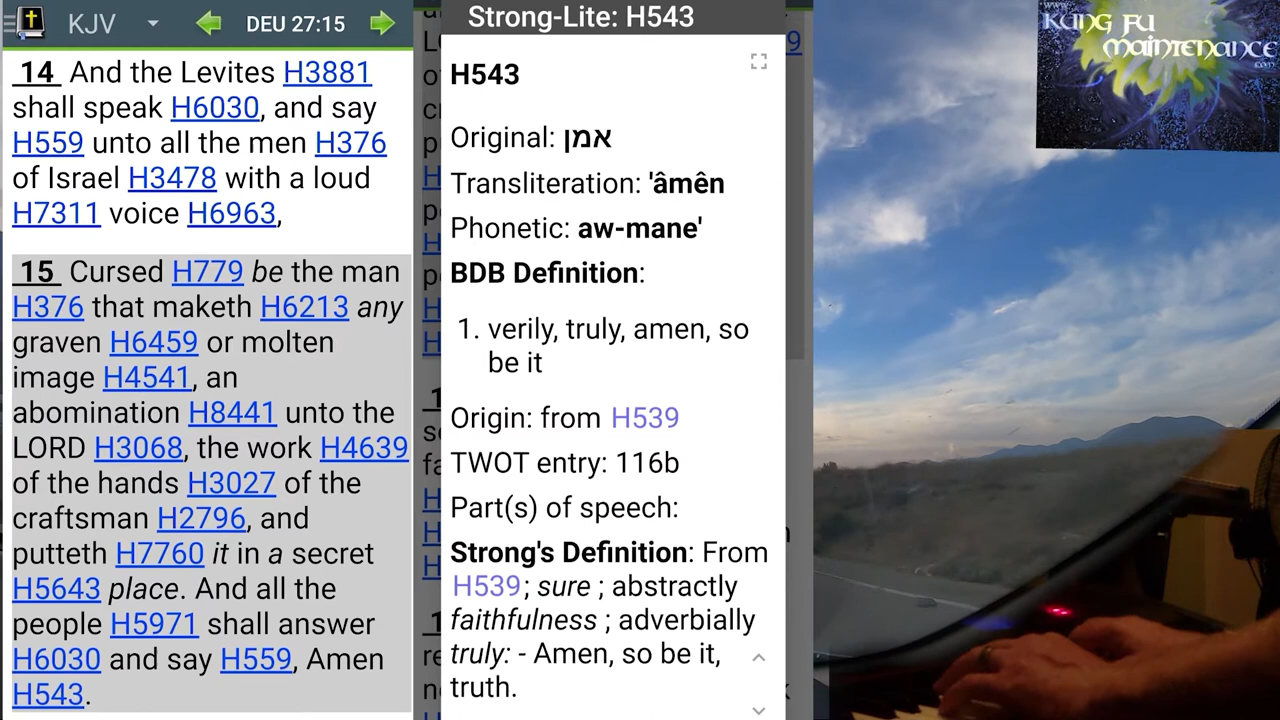 KJV
DEU 27:15
14 And the Levites H3881
shall speak H6030, and say
H559 unto all the men H376
of Israel H3478 with a loud
H7311 voice H6963,
15 Cursed H779 be the man
H376 that maketh H6213 any
graven H6459 or molten
image H4541, an
abomination H8441 unto the
LORD H3068, the work H4639
of the hands H3027 of the
craftsman H2796, and
putteth H7760 it in a secret
H5643 place. And all the
people H5971 shall answer
H6030 and say H559, Amen
H543.
Strong-Lite: H543
H543
Original: אמן
Transliteration: 'âmên
Phonetic: aw-mane'
BDB Definition:
1. verily, truly, amen, so
be it
Origin: from H539
TWOT entry: 116b
Part(s) of speech:
Strong's Definition: From
H539; sure ; abstractly
faithfulness ; adverbially
truly: - Amen, so be it,
truth.
www.
KUNG FU
MAINTENANCE
.com